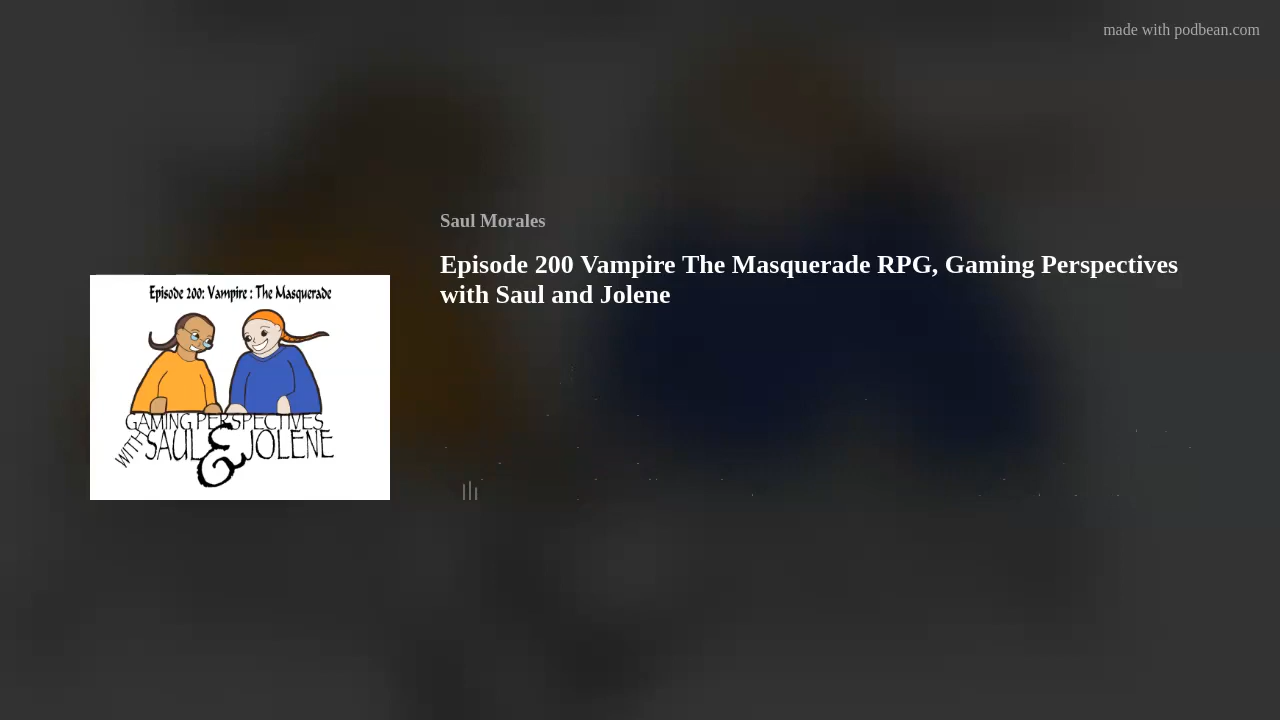 made with podbean.com
Saul Morales
Episode 200 Vampire The Masquerade RPG, Gaming Perspectives
with Saul and Jolene
Episode 200: Vampire : The Masquerade
GAMING PERSPECTIVES
WITH SAUL & JOLENE